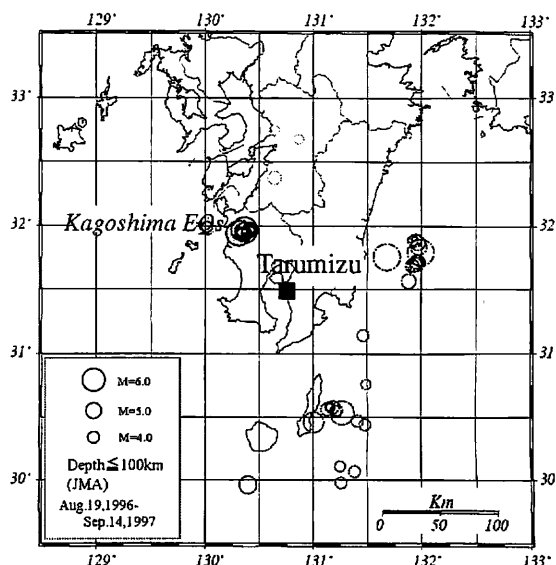 129° 130° 131° 132° 133°
33° 33°
32° 32°
Kagoshima EQs
Tarumizu
31° 31°
M=6.0
M=5.0
M=4.0
Depth≦100km
(JMA)
Aug.19,1996-
Sep.14,1997
30° 30°
Km
0 50 100
129° 130° 131° 132° 133°